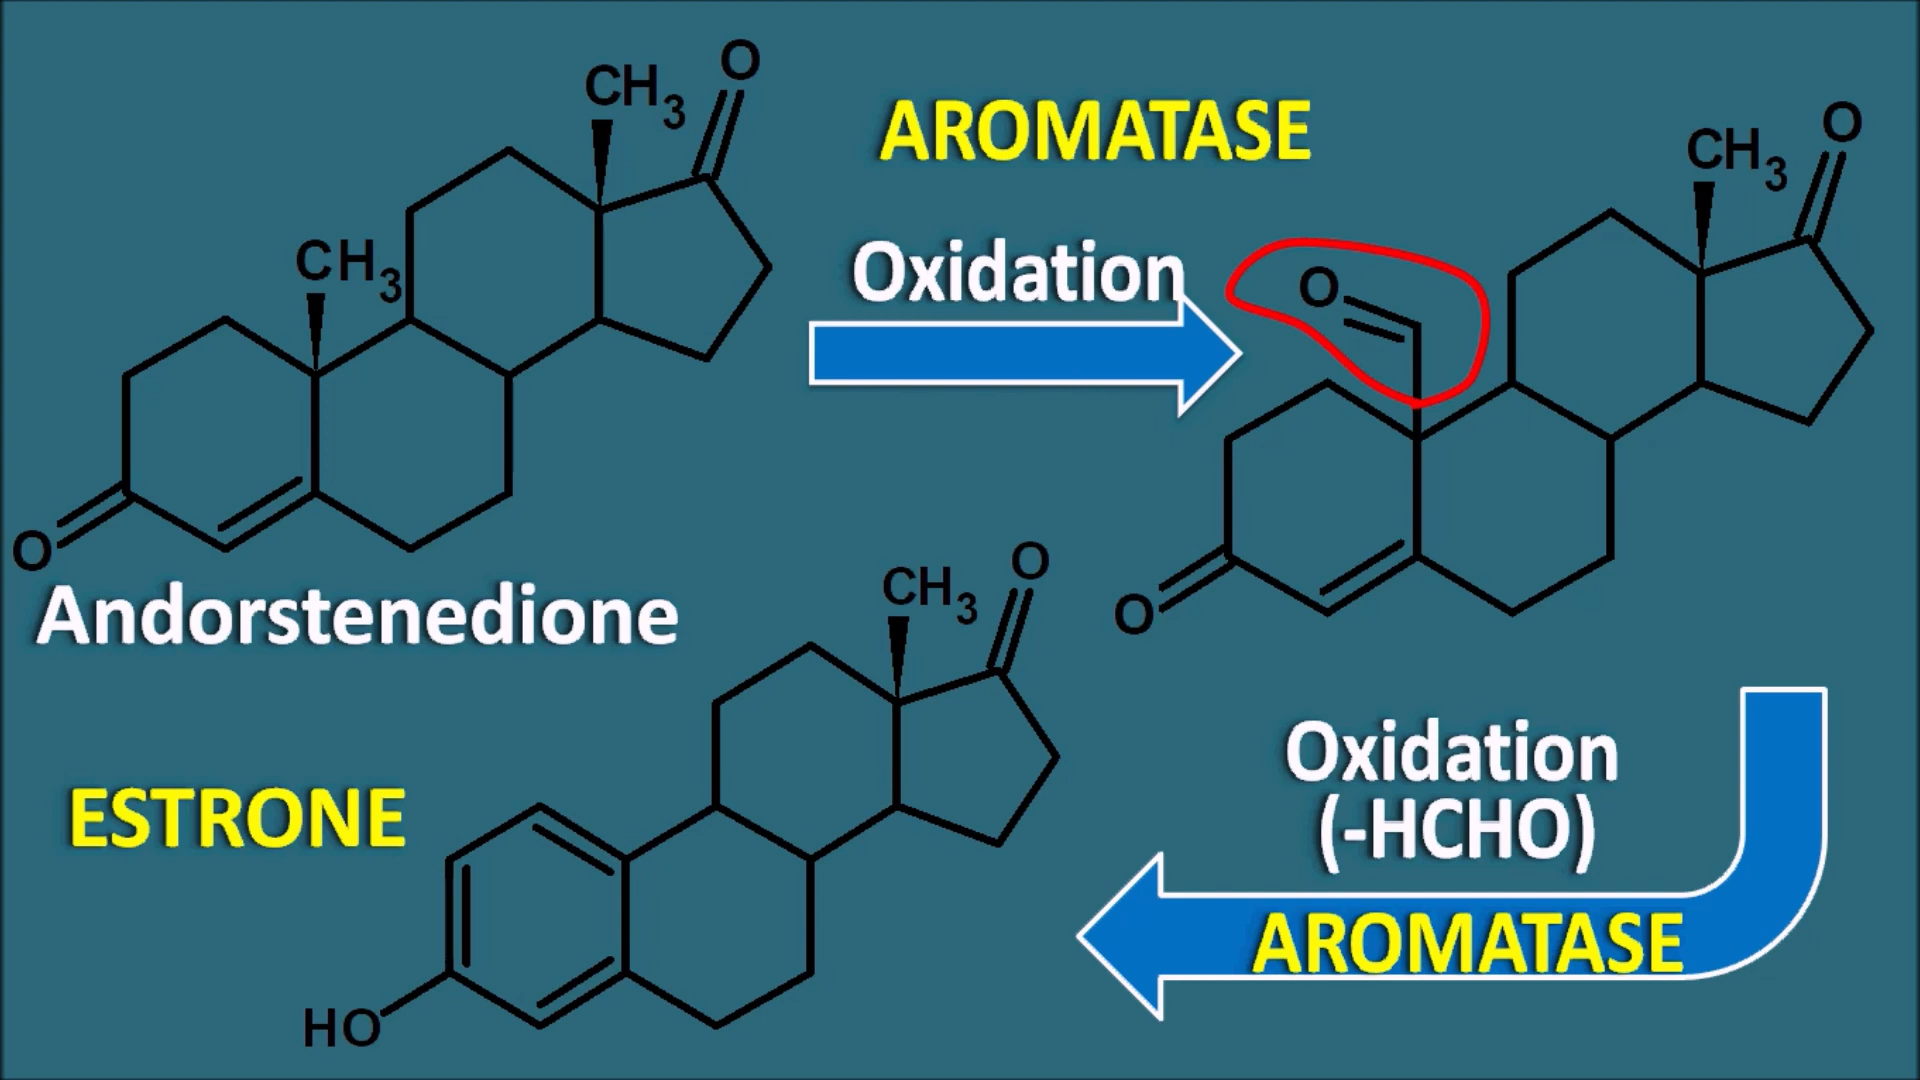 CH3
O
CH3
O
Andorstenedione
AROMATASE
Oxidation
CH3
O
O
O
Oxidation
(-HCHO)
AROMATASE
CH3
O
ESTRONE
HO